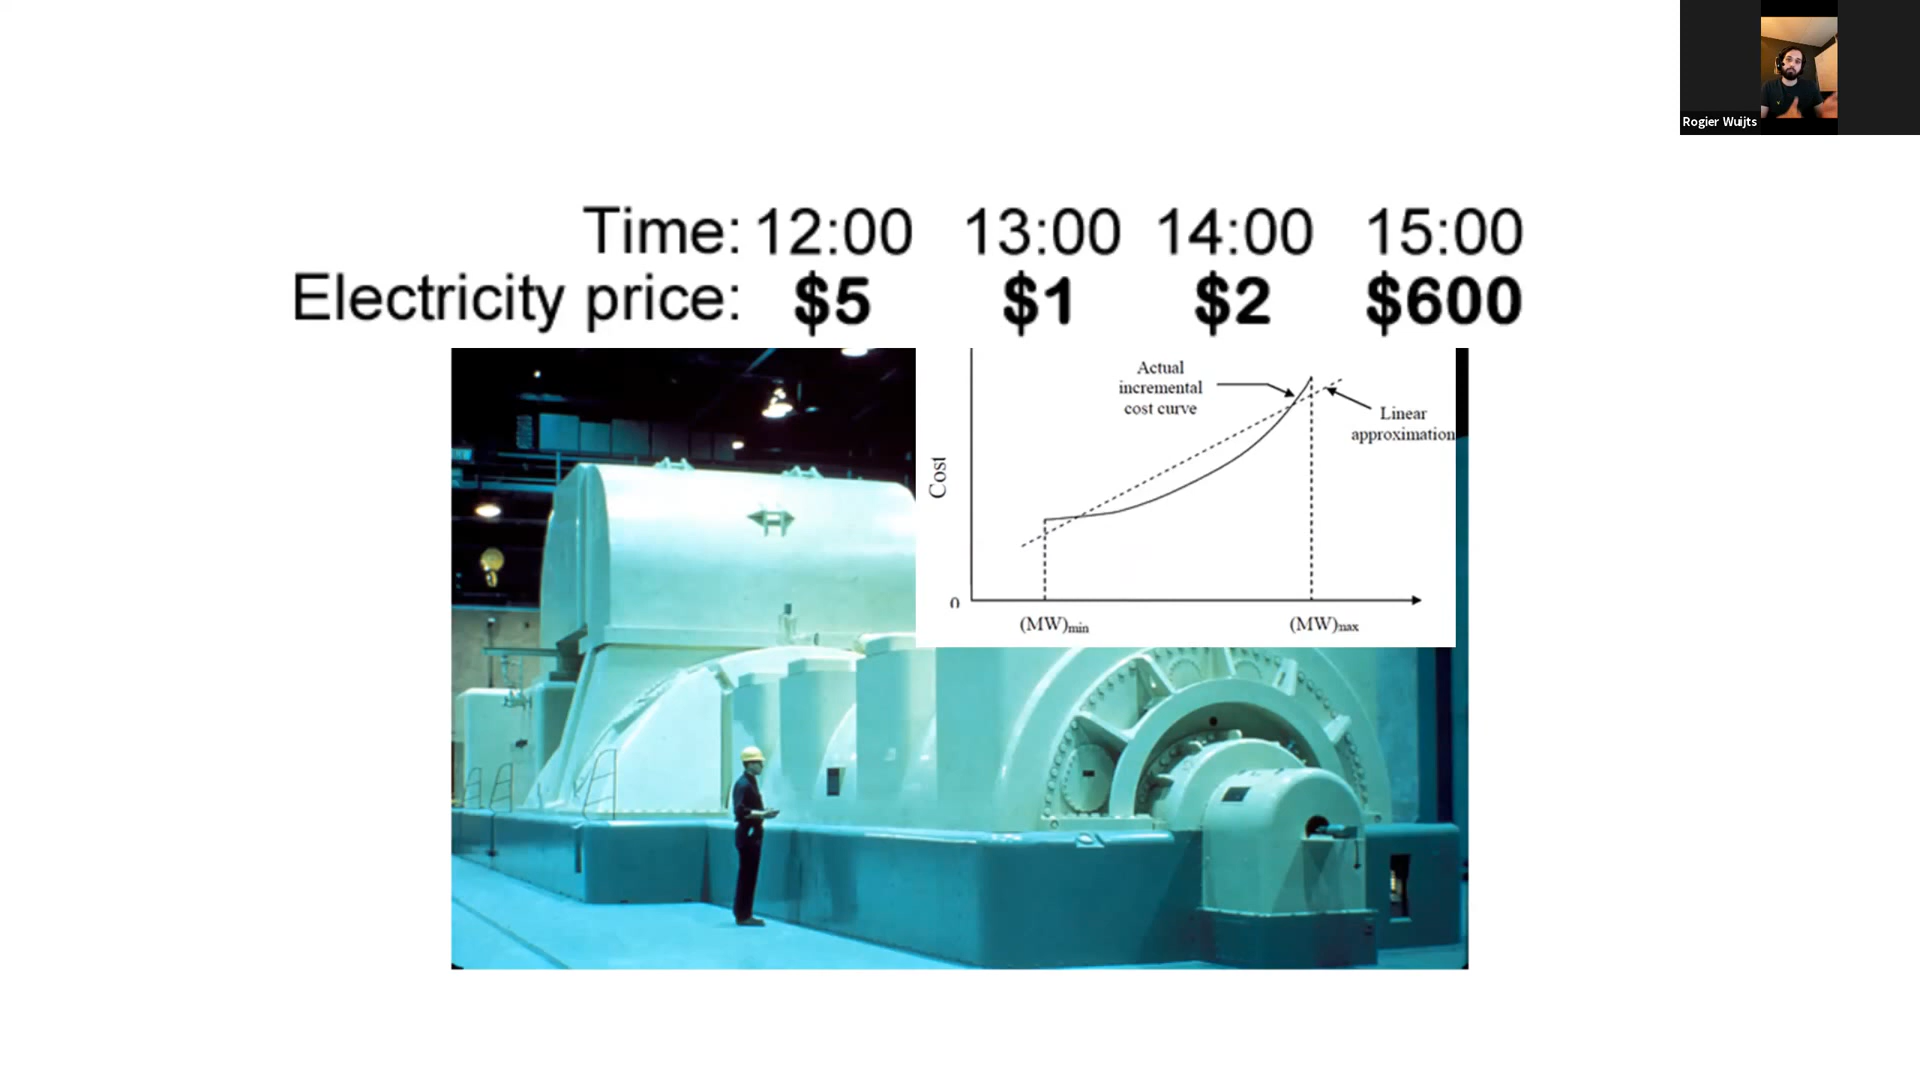 Rogier Wuijts
Time: 12:00 13:00 14:00 15:00
Electricity price: $5 $1 $2 $600
Actual
incremental
cost curve
Linear
approximation
Cost
0
(MW)min
(MW)max